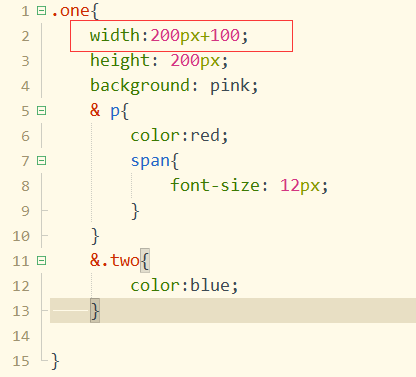 1 .one{
2 width:200px+100;
3 height: 200px;
4 background: pink;
5 & p{
6 color:red;
7 span{
8 font-size: 12px;
9 }
10 }
11 &.two{
12 color:blue;
13 }
14
15 }